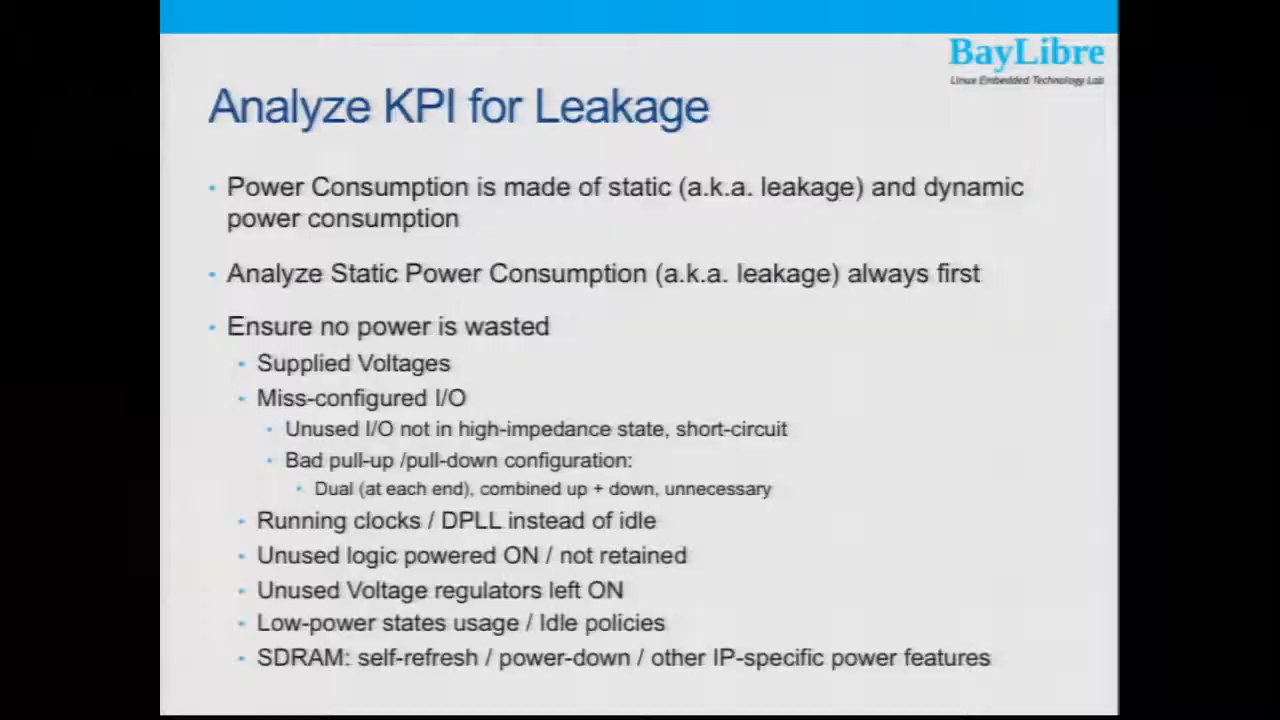 BayLibre
Linux Embedded Technology Lab
Analyze KPI for Leakage
• Power Consumption is made of static (a.k.a. leakage) and dynamic
power consumption
• Analyze Static Power Consumption (a.k.a. leakage) always first
• Ensure no power is wasted
• Supplied Voltages
• Miss-configured I/O
• Unused I/O not in high-impedance state, short-circuit
• Bad pull-up /pull-down configuration:
• Dual (at each end), combined up + down, unnecessary
• Running clocks / DPLL instead of idle
• Unused logic powered ON / not retained
• Unused Voltage regulators left ON
• Low-power states usage / Idle policies
• SDRAM: self-refresh / power-down / other IP-specific power features